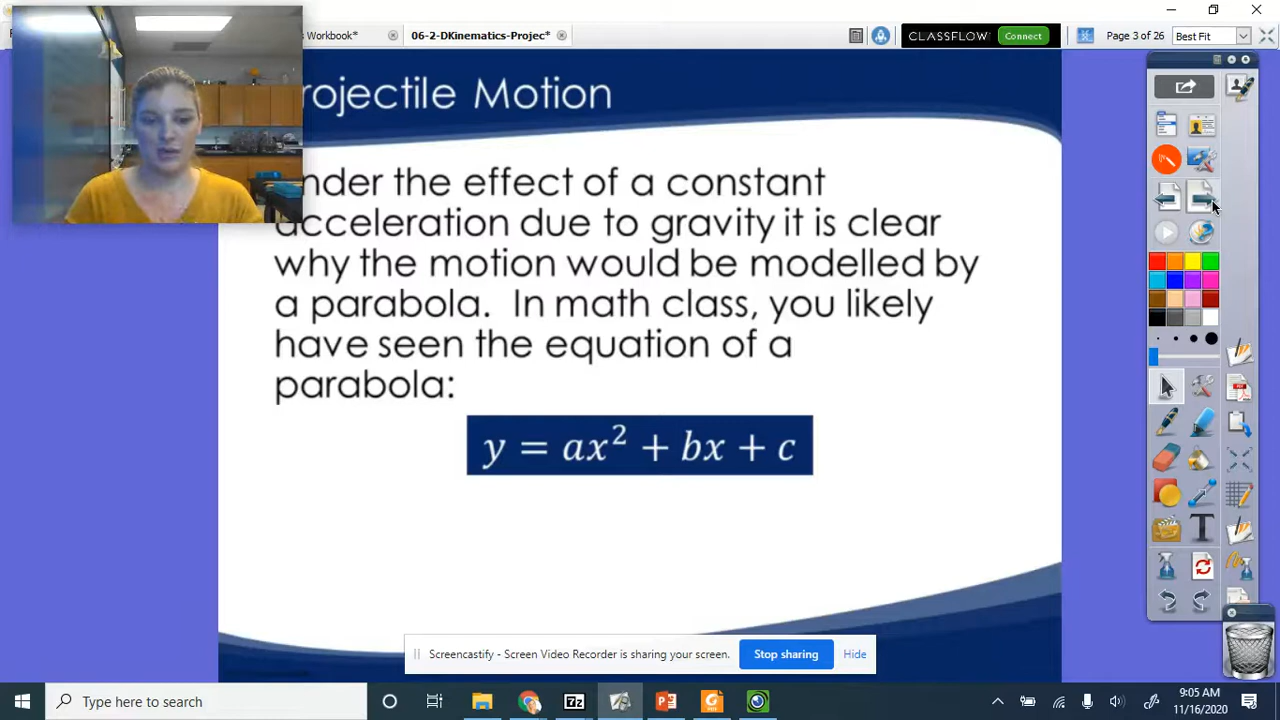 s Workbook*
06-2-DKinematics-Projec*
CLASSFLOW
Connect
Page 3 of 26
Best Fit
rojectile Motion
nder the effect of a constant
acceleration due to gravity it is clear
why the motion would be modelled by
a parabola. In math class, you likely
have seen the equation of a
parabola:
y = ax² + bx + c
T
Screencastify - Screen Video Recorder is sharing your screen.
Stop sharing
Hide
Type here to search
7z
9:05 AM
11/16/2020